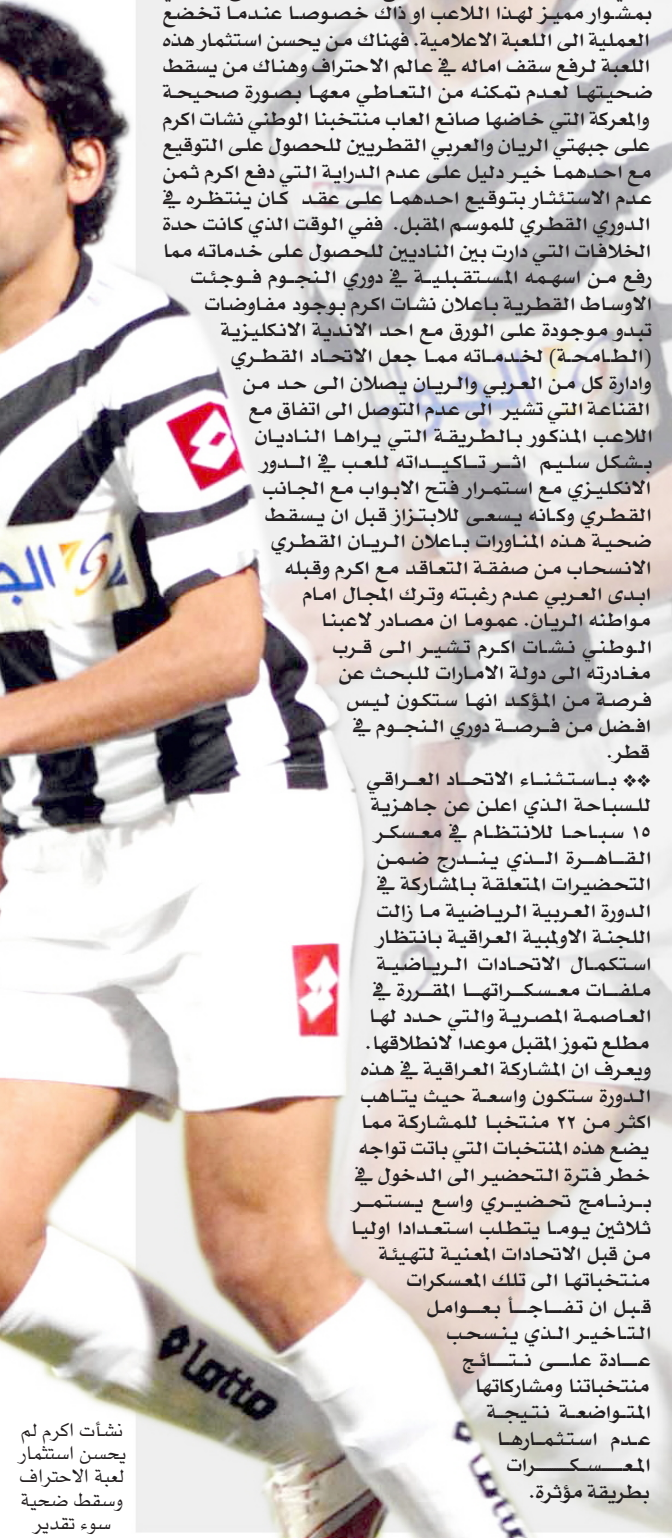 بمشوار مميز لهذا اللاعب او ذاك خصوصا عندما تخضع
العملية الى اللعبة الاعلامية. فهناك من يحسن استثمار هذه
اللعبة لرفع سقف اماله في عالم الاحتراف وهناك من يسقط
ضحيتها لعدم تمكنه من التعاطي معها بصورة صحيحة
والمعركة التي خاضها صانع العاب منتخبنا الوطني نشات اكرم
على جبهتي الريان والعربي القطريين للحصول على التوقيع
مع احدهما خير دليل على عدم الدراية التي دفع اكرم ثمن
عدم الاستئثار بتوقيع احدهما على عقد كان ينتظره في
الدوري القطري للموسم المقبل. ففي الوقت الذي كانت حدة
الخلافات التي دارت بين الناديين للحصول على خدماته مما
رفع من اسهمه المستقبلية في دوري النجوم فوجئت
الاوساط القطرية باعلان نشات اكرم بوجود مفاوضات
تبدو موجودة على الورق مع احد الاندية الانكليزية
(الطامحة) لخدماته مما جعل الاتحاد القطري
وادارة كل من العربي والريان يصلان الى حد من
القناعة التي تشير الى عدم التوصل الى اتفاق مع
اللاعب المذكور بالطريقة التي يراها الناديان
بشكل سليم اثر تاكيداته للعب في الدور
الانكليزي مع استمرار فتح الابواب مع الجانب
القطري وكانه يسعى للابتزاز قبل ان يسقط
ضحية هذه المناورات باعلان الريان القطري
الانسحاب من صفقة التعاقد مع اكرم وقبله
ابدى العربي عدم رغبته وترك المجال امام
مواطنه الريان. عموما ان مصادر لاعبنا
الوطني نشات اكرم تشير الى قرب
مغادرته الى دولة الامارات للبحث عن
فرصة من المؤكد انها ستكون ليس
افضل من فرصة دوري النجوم في
قطر.
❖❖ باستثناء الاتحاد العراقي
للسباحة الذي اعلن عن جاهزية
١٥ سباحا للانتظام في معسكر
القاهرة الذي يندرج ضمن
التحضيرات المتعلقة بالمشاركة في
الدورة العربية الرياضية ما زالت
اللجنة الاولمبية العراقية بانتظار
استكمال الاتحادات الرياضية
ملفات معسكراتها المقررة في
العاصمة المصرية والتي حدد لها
مطلع تموز المقبل موعدا لانطلاقها.
ويعرف ان المشاركة العراقية في هذه
الدورة ستكون واسعة حيث يتاهب
اكثر من ٢٢ منتخبا للمشاركة مما
يضع هذه المنتخبات التي باتت تواجه
خطر فترة التحضير الى الدخول في
برنامج تحضيري واسع يستمر
ثلاثين يوما يتطلب استعدادا اوليا
من قبل الاتحادات المعنية لتهيئة
منتخباتها الى تلك المعسكرات
قبل ان تفاجأ بعوامل
التاخير الذي ينسحب
عادة على نتائج
منتخباتنا ومشاركاتها
المتواضعة نتيجة
عدم استثمارها
المعسكرات
بطريقة مؤثرة.
نشأت اكرم لم
يحسن استثمار
لعبة الاحتراف
وسقط ضحية
سوء تقدير
lotto